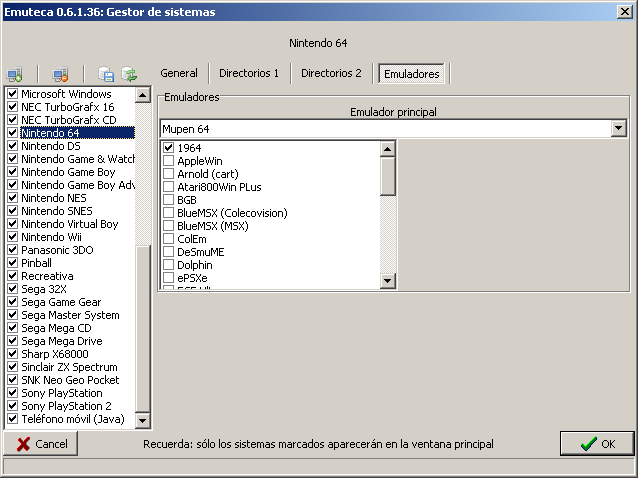 Emuteca 0.6.1.36: Gestor de sistemas
Nintendo 64
General
Directorios 1
Directorios 2
Emuladores
Microsoft Windows
NEC TurboGrafx 16
NEC TurboGrafx CD
Nintendo 64
Nintendo DS
Nintendo Game & Watch
Nintendo Game Boy
Nintendo Game Boy Adv
Nintendo NES
Nintendo SNES
Nintendo Virtual Boy
Nintendo Wii
Panasonic 3DO
Pinball
Recreativa
Sega 32X
Sega Game Gear
Sega Master System
Sega Mega CD
Sega Mega Drive
Sharp X68000
Sinclair ZX Spectrum
SNK Neo Geo Pocket
Sony PlayStation
Sony PlayStation 2
Teléfono móvil (Java)
Emuladores
Emulador principal
Mupen 64
1964
AppleWin
Arnold (cart)
Atari800Win PLus
BGB
BlueMSX (Colecovision)
BlueMSX (MSX)
ColEm
DeSmuME
Dolphin
ePSXe
Cancel
Recuerda: sólo los sistemas marcados aparecerán en la ventana principal
OK